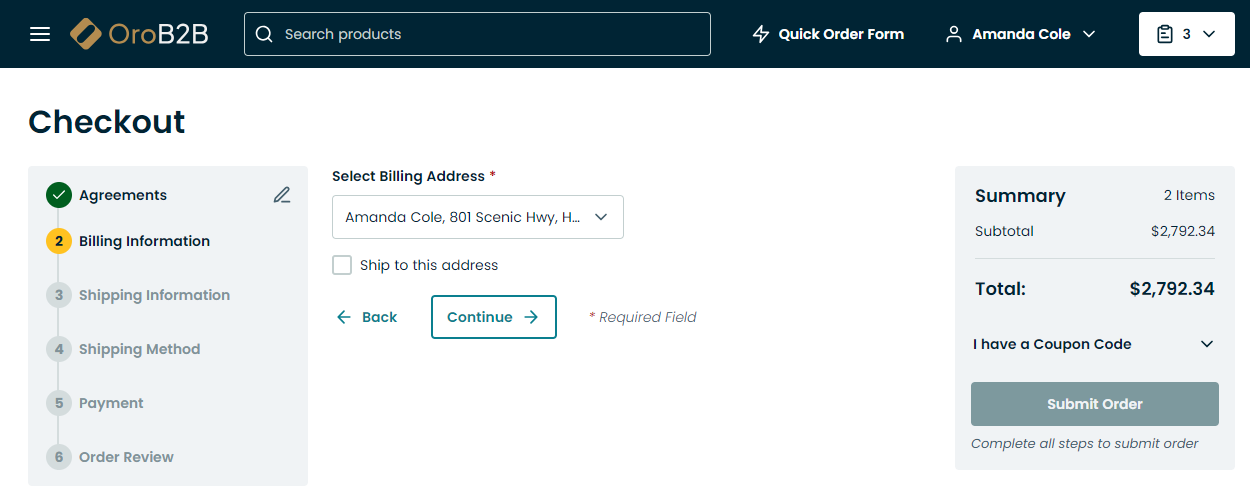 OroB2B
Search products
Quick Order Form
Amanda Cole
3
Checkout
Agreements
2 Billing Information
3 Shipping Information
4 Shipping Method
5 Payment
6 Order Review
Select Billing Address *
Amanda Cole, 801 Scenic Hwy, H...
Ship to this address
Back
Continue
* Required Field
Summary 2 Items
Subtotal $2,792.34
Total: $2,792.34
I have a Coupon Code
Submit Order
Complete all steps to submit order